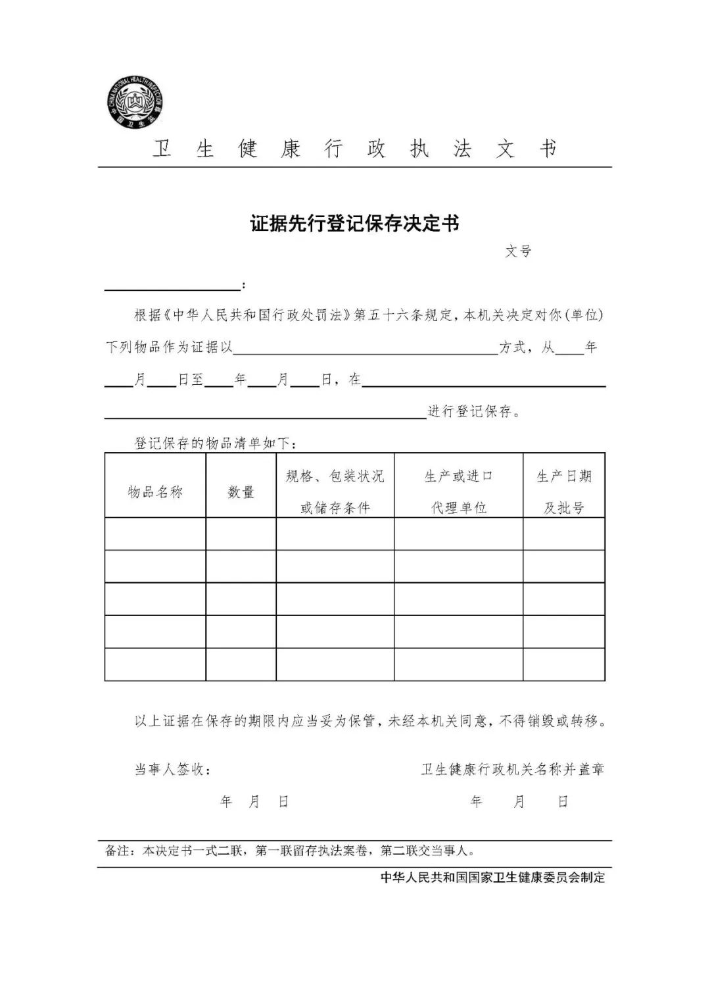 CHINA NATIONAL HEALTH INSPECTION
中国卫生监督
卫生健康行政执法文书
证据先行登记保存决定书
文号
：
根据《中华人民共和国行政处罚法》第五十六条规定，本机关决定对你（单位）
下列物品作为证据以 方式，从 年
月 日至 年 月 日，在
进行登记保存。
登记保存的物品清单如下：
物品名称 数量 规格、包装状况 生产或进口 生产日期
或储存条件 代理单位 及批号
以上证据在保存的期限内应当妥为保管，未经本机关同意，不得销毁或转移。
当事人签收： 卫生健康行政机关名称并盖章
年 月 日 年 月 日
备注：本决定书一式二联，第一联留存执法案卷，第二联交当事人。
中华人民共和国国家卫生健康委员会制定